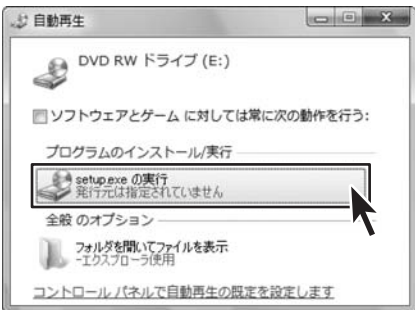 自動再生
DVD RW ドライブ (E:)
ソフトウェアとゲーム に対しては常に次の動作を行う:
プログラムのインストール/実行
setup.exe の実行
発行元は指定されていません
全般 のオプション
フォルダを開いてファイルを表示
-エクスプローラ使用
コントロール パネルで自動再生の既定を設定します